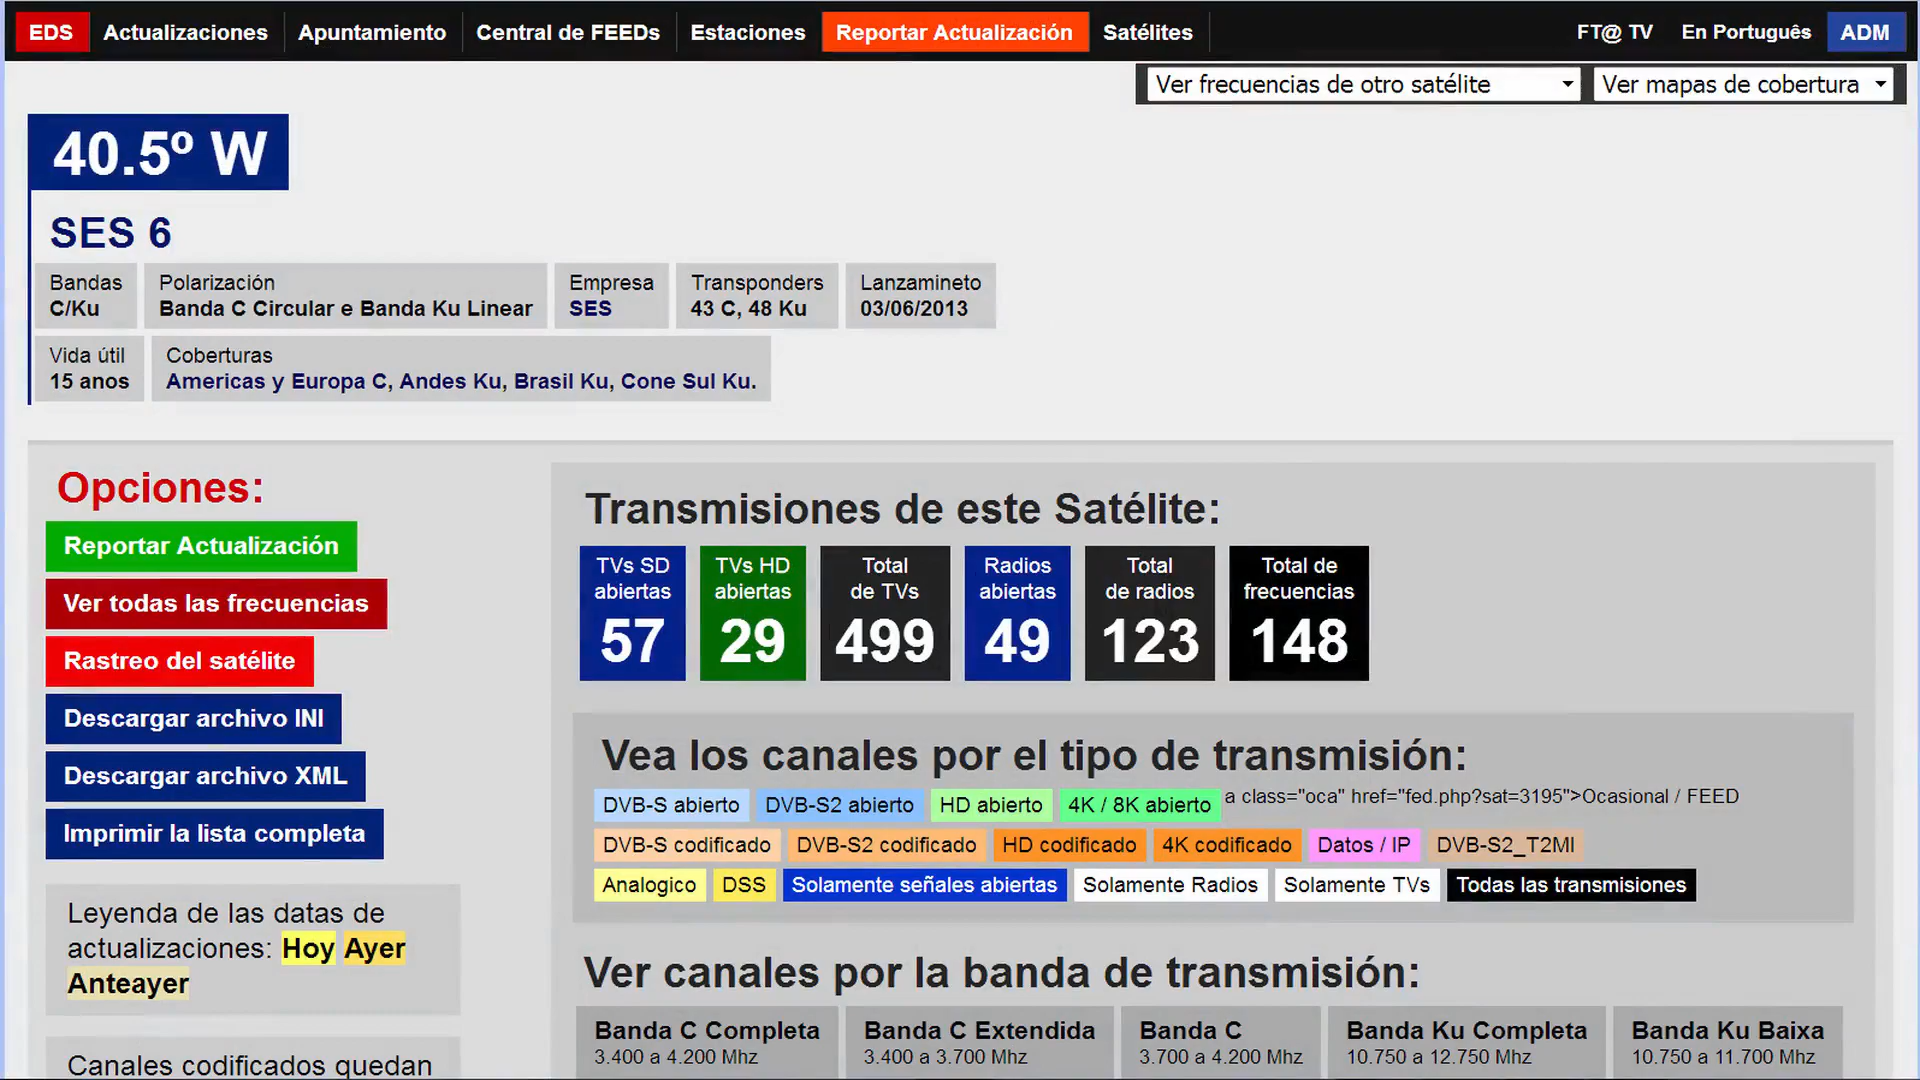 EDS Actualizaciones Apuntamiento Central de FEEDs Estaciones Reportar Actualización Satélites FT@ TV En Português ADM
Ver frecuencias de otro satélite Ver mapas de cobertura
40.5º W
SES 6
Bandas Polarización Empresa Transponders Lanzamineto
C/Ku Banda C Circular e Banda Ku Linear SES 43 C, 48 Ku 03/06/2013
Vida útil Coberturas
15 anos Americas y Europa C, Andes Ku, Brasil Ku, Cone Sul Ku.
Opciones:
Reportar Actualización
Ver todas las frecuencias
Rastreo del satélite
Descargar archivo INI
Descargar archivo XML
Imprimir la lista completa
Leyenda de las datas de
actualizaciones: Hoy Ayer
Anteayer
Canales codificados quedan
Transmisiones de este Satélite:
TVs SD TVs HD Total Radios Total Total de
abiertas abiertas de TVs abiertas de radios frecuencias
57 29 499 49 123 148
Vea los canales por el tipo de transmisión:
DVB-S abierto DVB-S2 abierto HD abierto 4K / 8K abierto a class="oca" href="fed.php?sat=3195">Ocasional / FEED
DVB-S codificado DVB-S2 codificado HD codificado 4K codificado Datos / IP DVB-S2_T2MI
Analogico DSS Solamente señales abiertas Solamente Radios Solamente TVs Todas las transmisiones
Ver canales por la banda de transmisión:
Banda C Completa Banda C Extendida Banda C Banda Ku Completa Banda Ku Baixa
3.400 a 4.200 Mhz 3.400 a 3.700 Mhz 3.700 a 4.200 Mhz 10.750 a 12.750 Mhz 10.750 a 11.700 Mhz